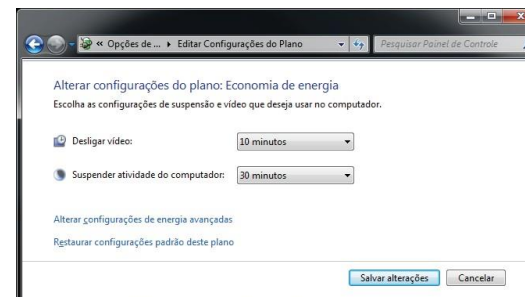 « Opções de ... ▸ Editar Configurações do Plano
Pesquisar Painel de Controle
Alterar configurações do plano: Economia de energia
Escolha as configurações de suspensão e vídeo que deseja usar no computador.
Desligar vídeo: 10 minutos
Suspender atividade do computador: 30 minutos
Alterar configurações de energia avançadas
Restaurar configurações padrão deste plano
Salvar alterações Cancelar